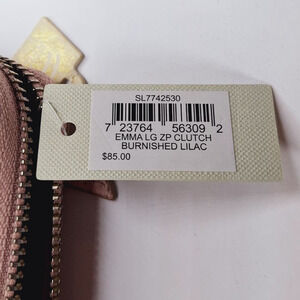 SL7742530
7 23764 56309 2
EMMA LG ZP CLUTCH
BURNISHED LILAC
$85.00